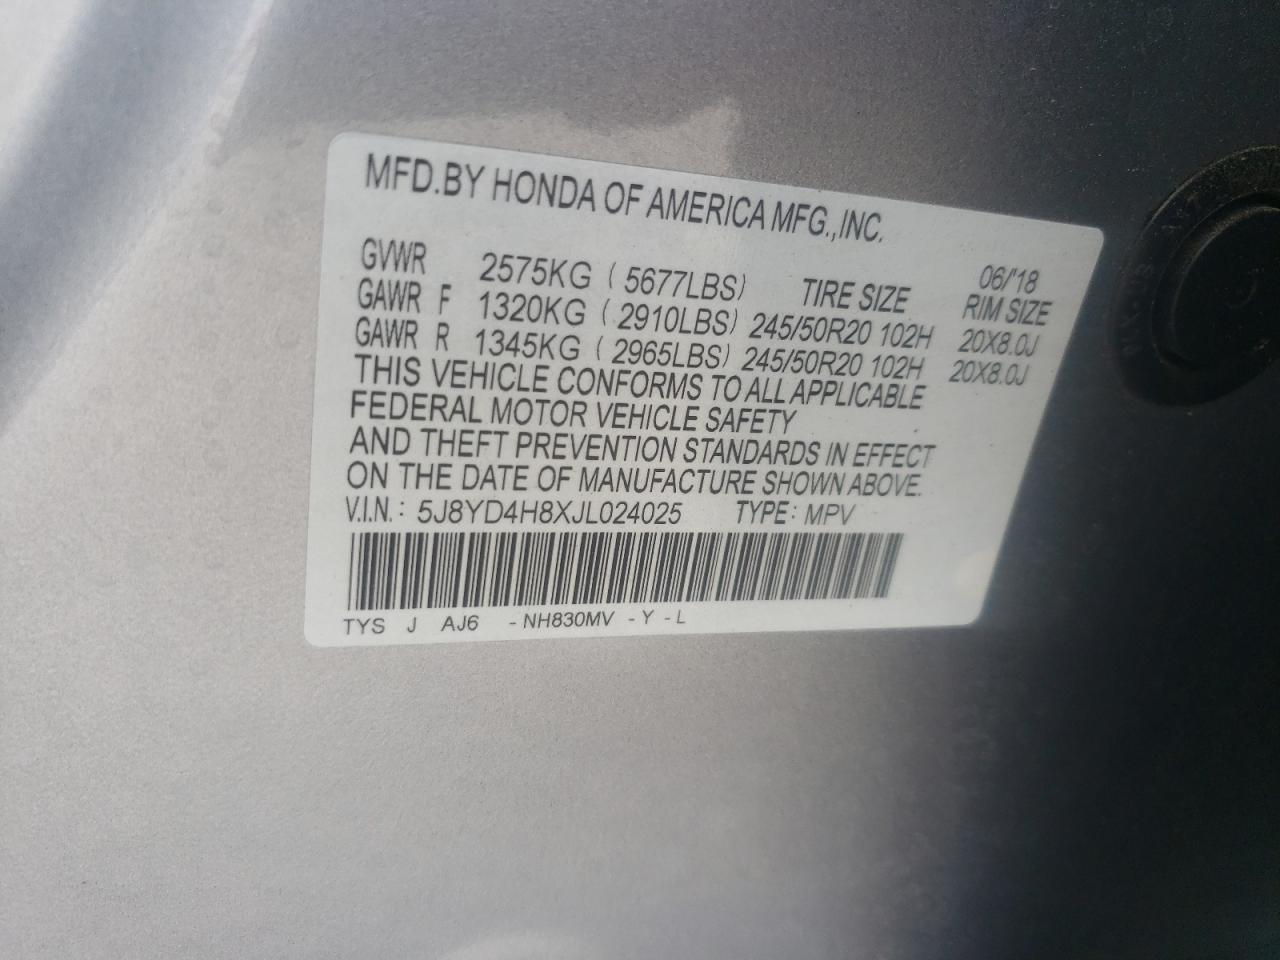 MFD.BY HONDA OF AMERICA MFG.,INC.
06/'18
GVWR 2575KG ( 5677LBS) TIRE SIZE RIM SIZE
GAWR F 1320KG ( 2910LBS) 245/50R20 102H 20X8.0J
GAWR R 1345KG ( 2965LBS) 245/50R20 102H 20X8.0J
THIS VEHICLE CONFORMS TO ALL APPLICABLE
FEDERAL MOTOR VEHICLE SAFETY
AND THEFT PREVENTION STANDARDS IN EFFECT
ON THE DATE OF MANUFACTURE SHOWN ABOVE.
V.I.N.: 5J8YD4H8XJL024025 TYPE: MPV
TYS J AJ6 -NH830MV -Y -L